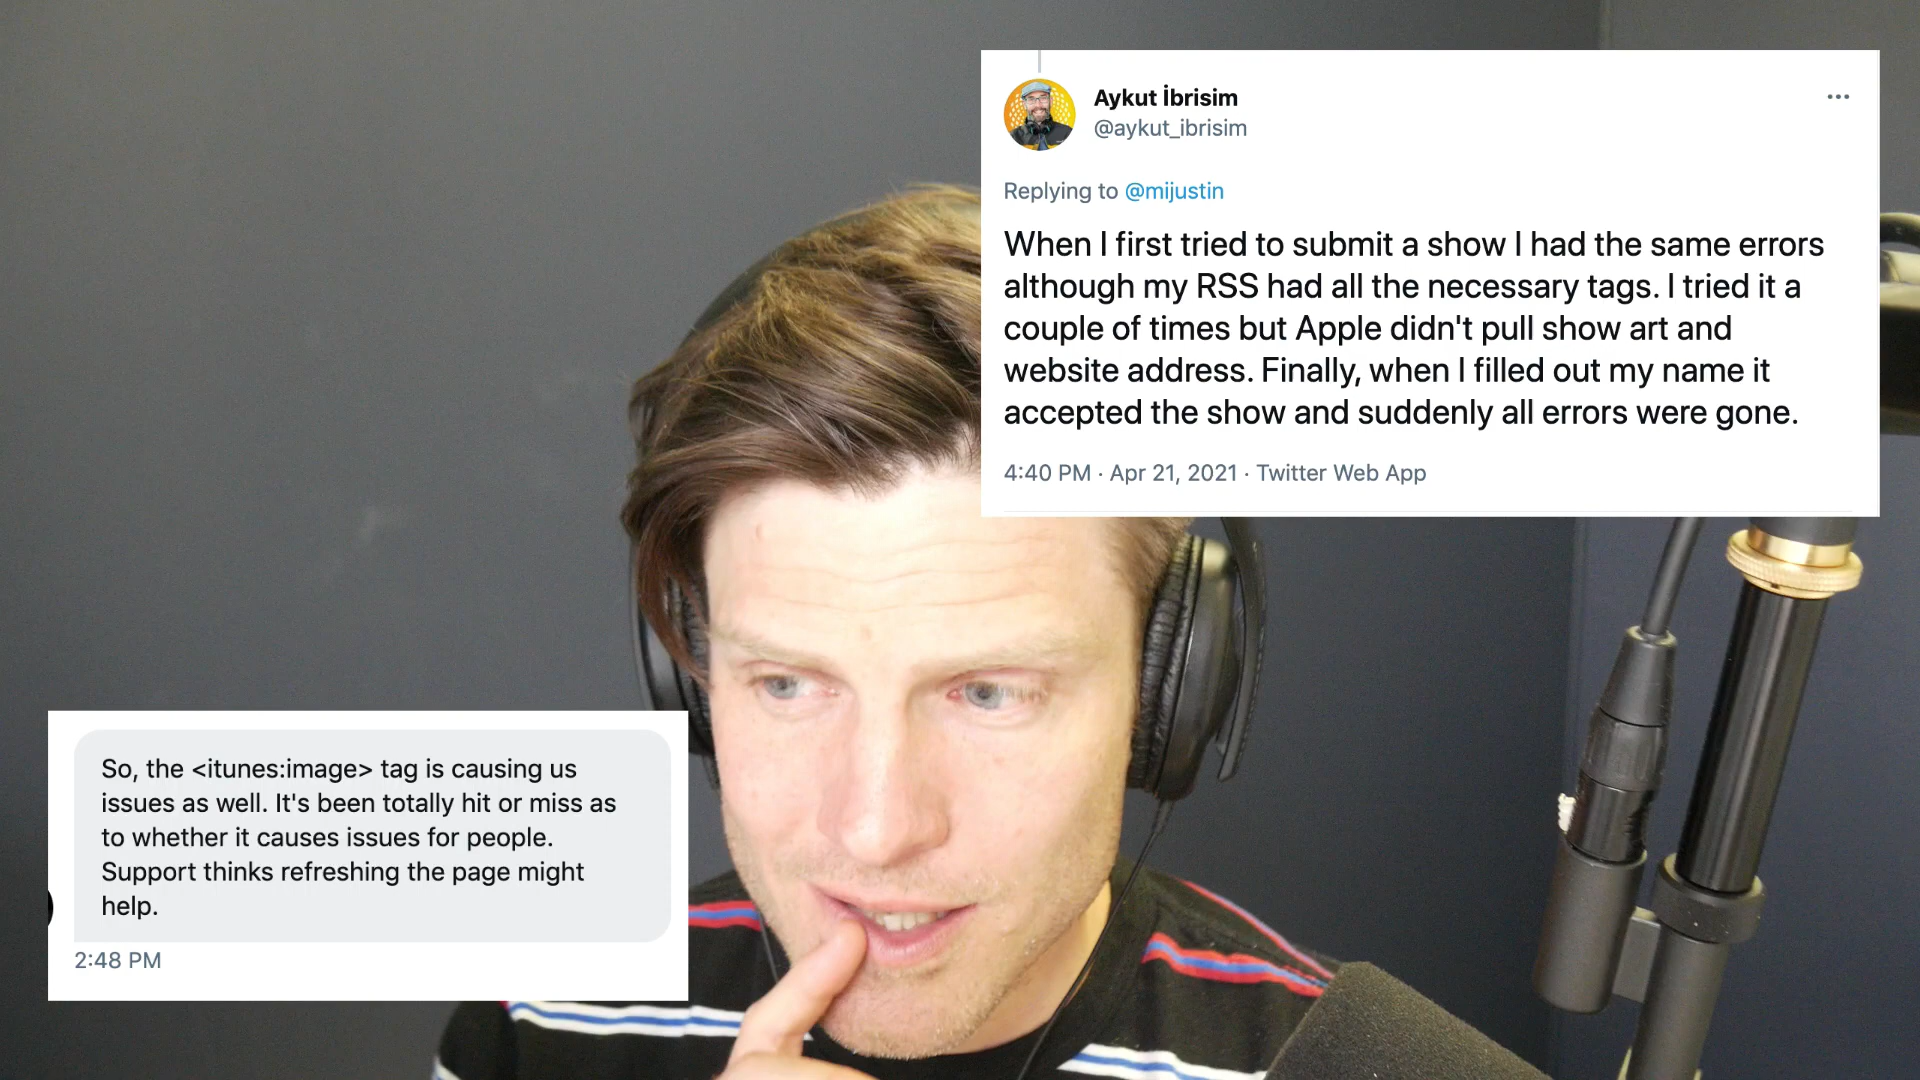 Aykut İbrisim
@aykut_ibrisim
Replying to @mijustin
When I first tried to submit a show I had the same errors
although my RSS had all the necessary tags. I tried it a
couple of times but Apple didn't pull show art and
website address. Finally, when I filled out my name it
accepted the show and suddenly all errors were gone.
4:40 PM · Apr 21, 2021 · Twitter Web App
So, the <itunes:image> tag is causing us
issues as well. It's been totally hit or miss as
to whether it causes issues for people.
Support thinks refreshing the page might
help.
2:48 PM